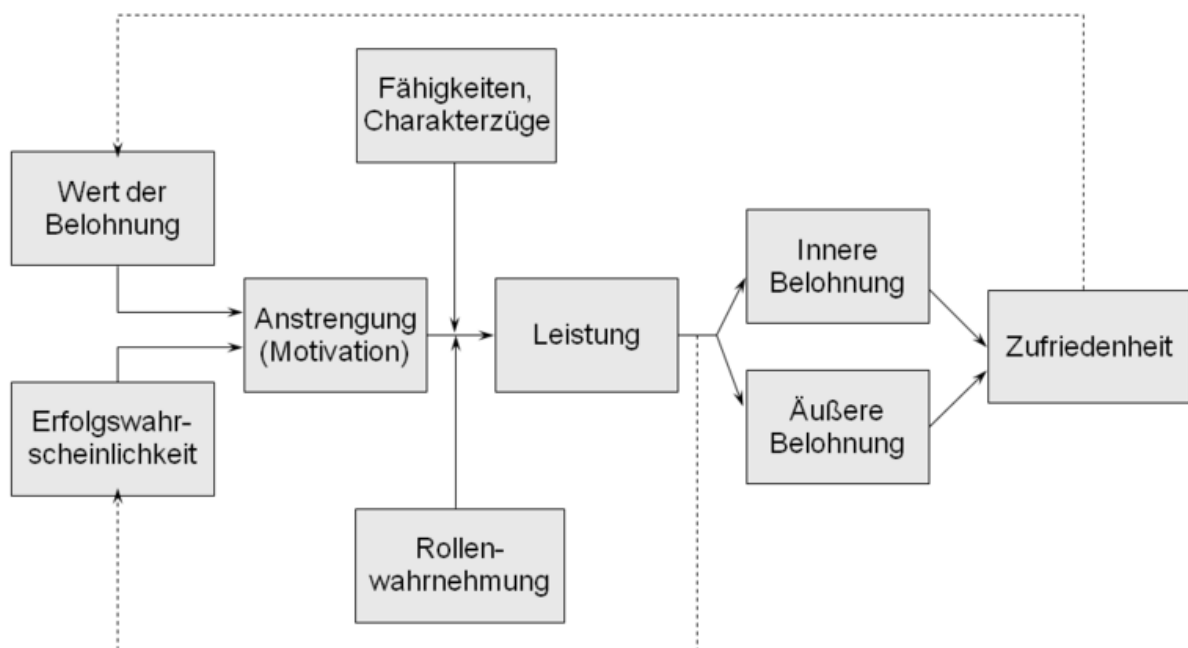 Fähigkeiten,
Charakterzüge
Wert der
Belohnung
Innere
Belohnung
Anstrengung
(Motivation)
Leistung
Zufriedenheit
Erfolgswahr-
scheinlichkeit
Äußere
Belohnung
Rollen-
wahrnehmung